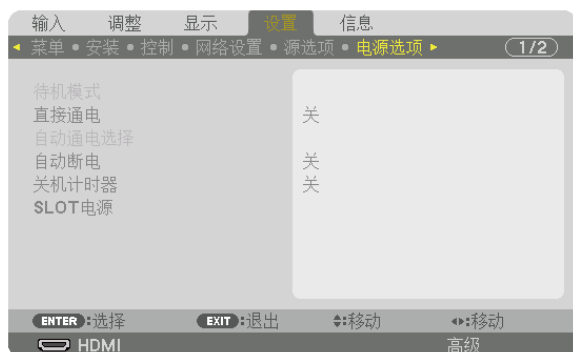 输入 调整 显示 设置 信息
◂ 菜单 • 安装 • 控制 • 网络设置 • 源选项 • 电源选项 ▸ 1/2
待机模式
直接通电 关
自动通电选择
自动断电 关
关机计时器 关
SLOT电源
ENTER:选择 EXIT:退出 :移动 :移动
HDMI 高级